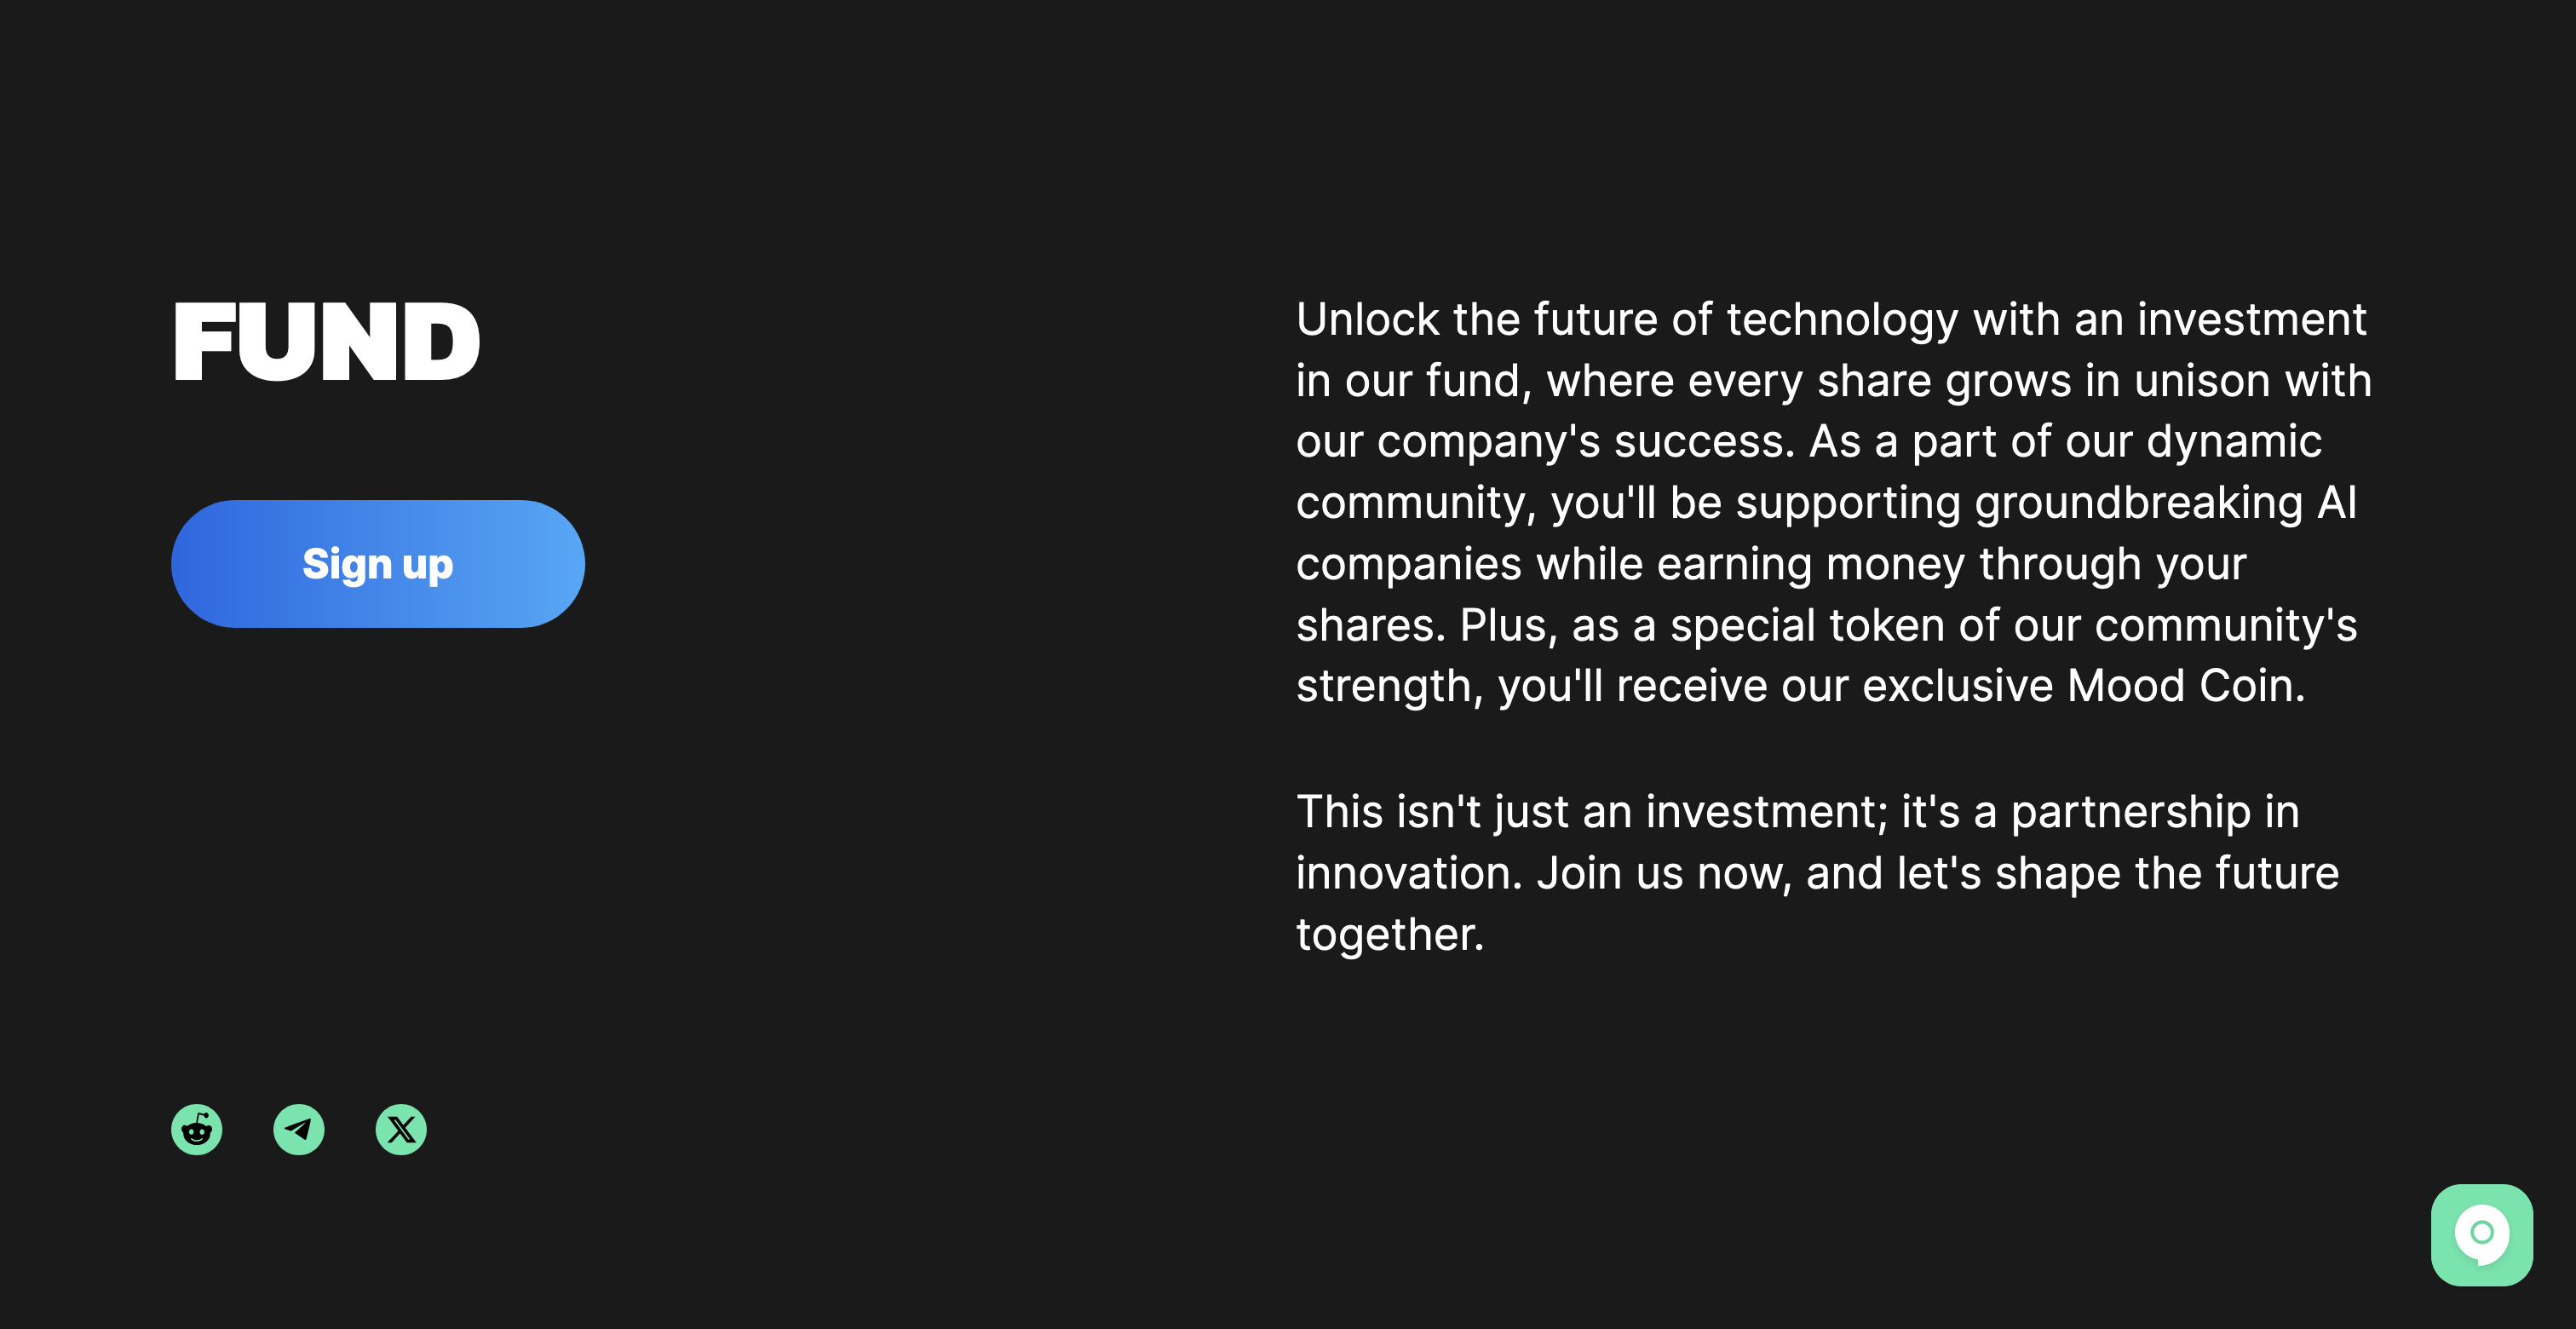 FUND
Sign up
Unlock the future of technology with an investment
in our fund, where every share grows in unison with
our company's success. As a part of our dynamic
community, you'll be supporting groundbreaking AI
companies while earning money through your
shares. Plus, as a special token of our community's
strength, you'll receive our exclusive Mood Coin.
This isn't just an investment; it's a partnership in
innovation. Join us now, and let's shape the future
together.